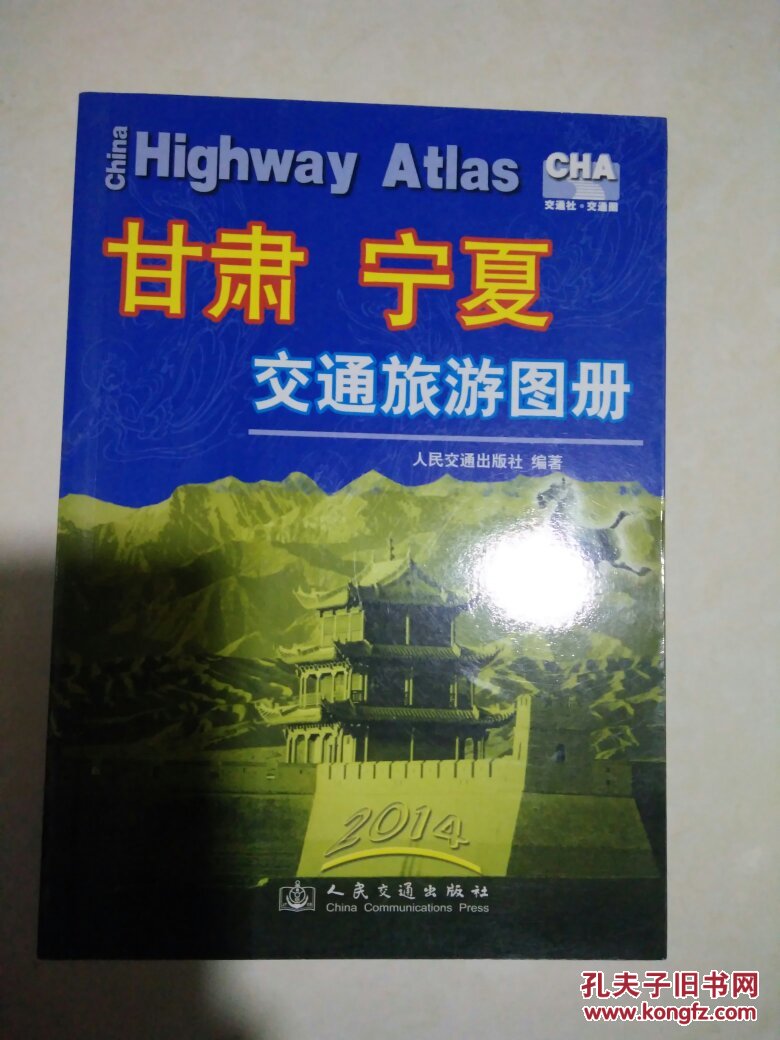 China Highway Atlas
CHA
交通社·交通图
甘肃 宁夏
交通旅游图册
人民交通出版社 编著
2014
人民交通出版社
China Communications Press
孔夫子旧书网
www.kongfz.com